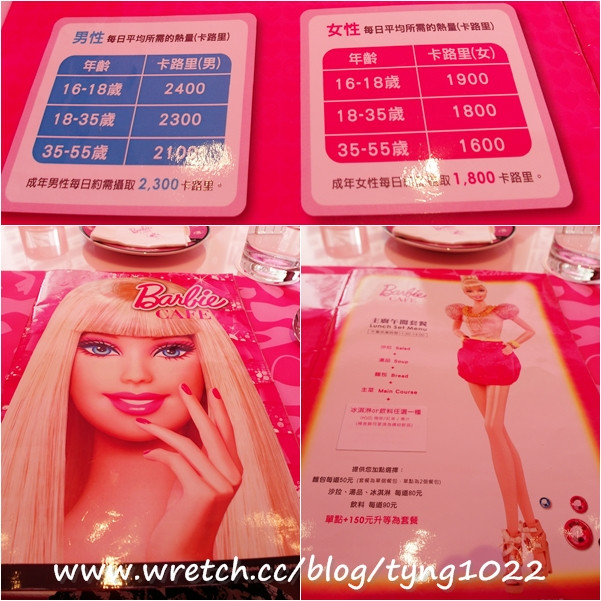 男性 每日平均所需的熱量(卡路里)
年齡 卡路里(男)
16-18歲 2400
18-35歲 2300
35-55歲 2100
成年男性每日約需攝取 2,300 卡路里。
女性 每日平均所需的熱量(卡路里)
年齡 卡路里(女)
16-18歲 1900
18-35歲 1800
35-55歲 1600
成年女性每日 取 1,800 卡路里。
Barbie
CAFE
Barbie
CAFE
主廚午間套餐
Lunch Set Menu
沙拉 Salad
+
湯品 Soup
+
麵包 Bread
+
主菜 Main Course
+
冰淇淋or飲料任選一種
提供您加點選擇：
麵包每道50元
沙拉、湯品、冰淇淋 每道80元
飲料 每道90元
單點+150元升等為套餐
www.wretch.cc/blog/tyng1022